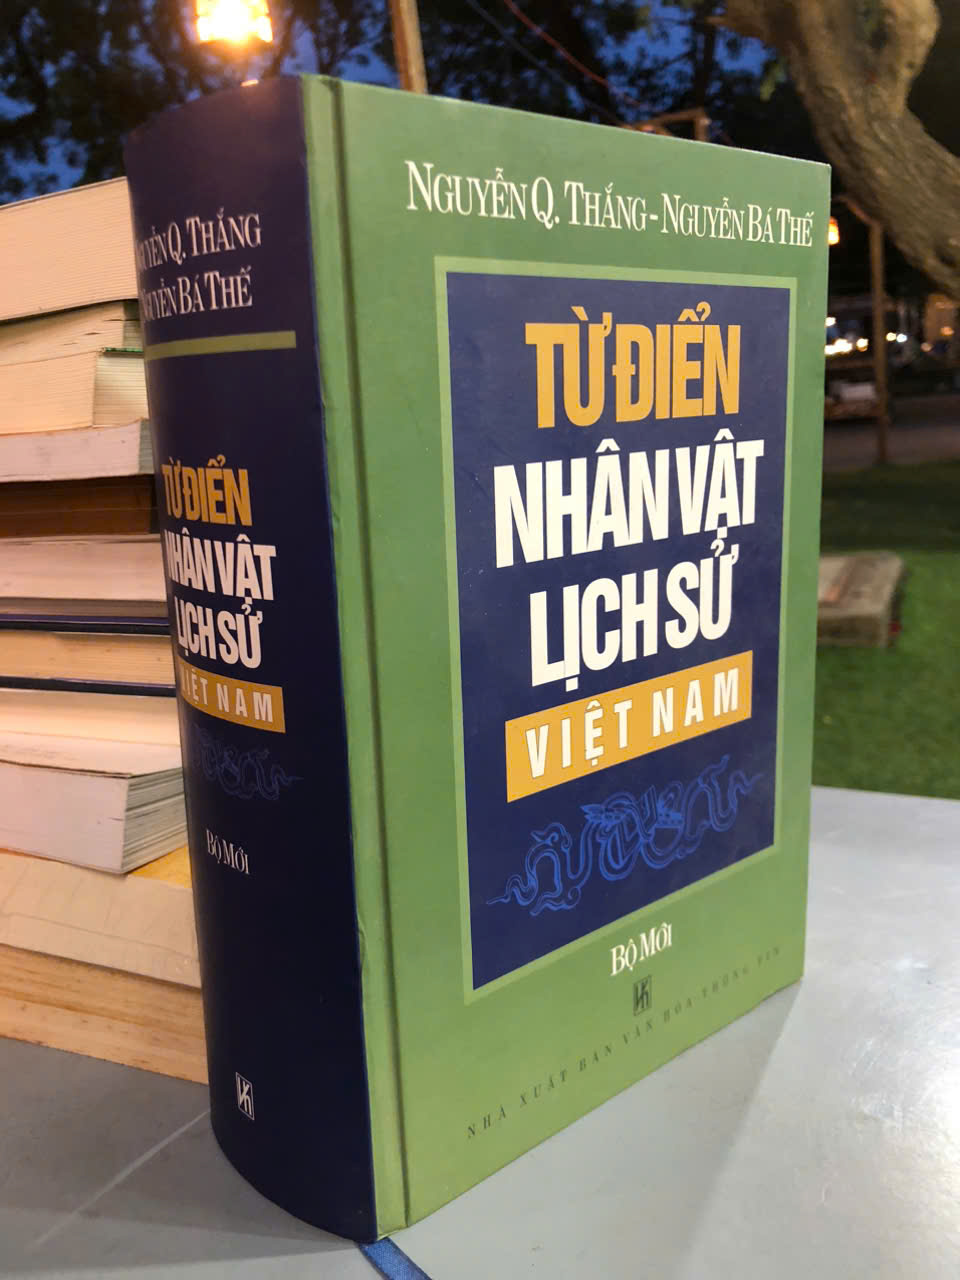 NGUYỄN Q. THẮNG
NGUYỄN BÁ THẾ
TỪ ĐIỂN
NHÂN VẬT
LỊCH SỬ
VIỆT NAM
BỘ MỚI
NGUYỄN Q. THẮNG - NGUYỄN BÁ THẾ
TỪ ĐIỂN
NHÂN VẬT
LỊCH SỬ
VIỆT NAM
BỘ MỚI
NHÀ XUẤT BẢN VĂN HÓA THÔNG TIN